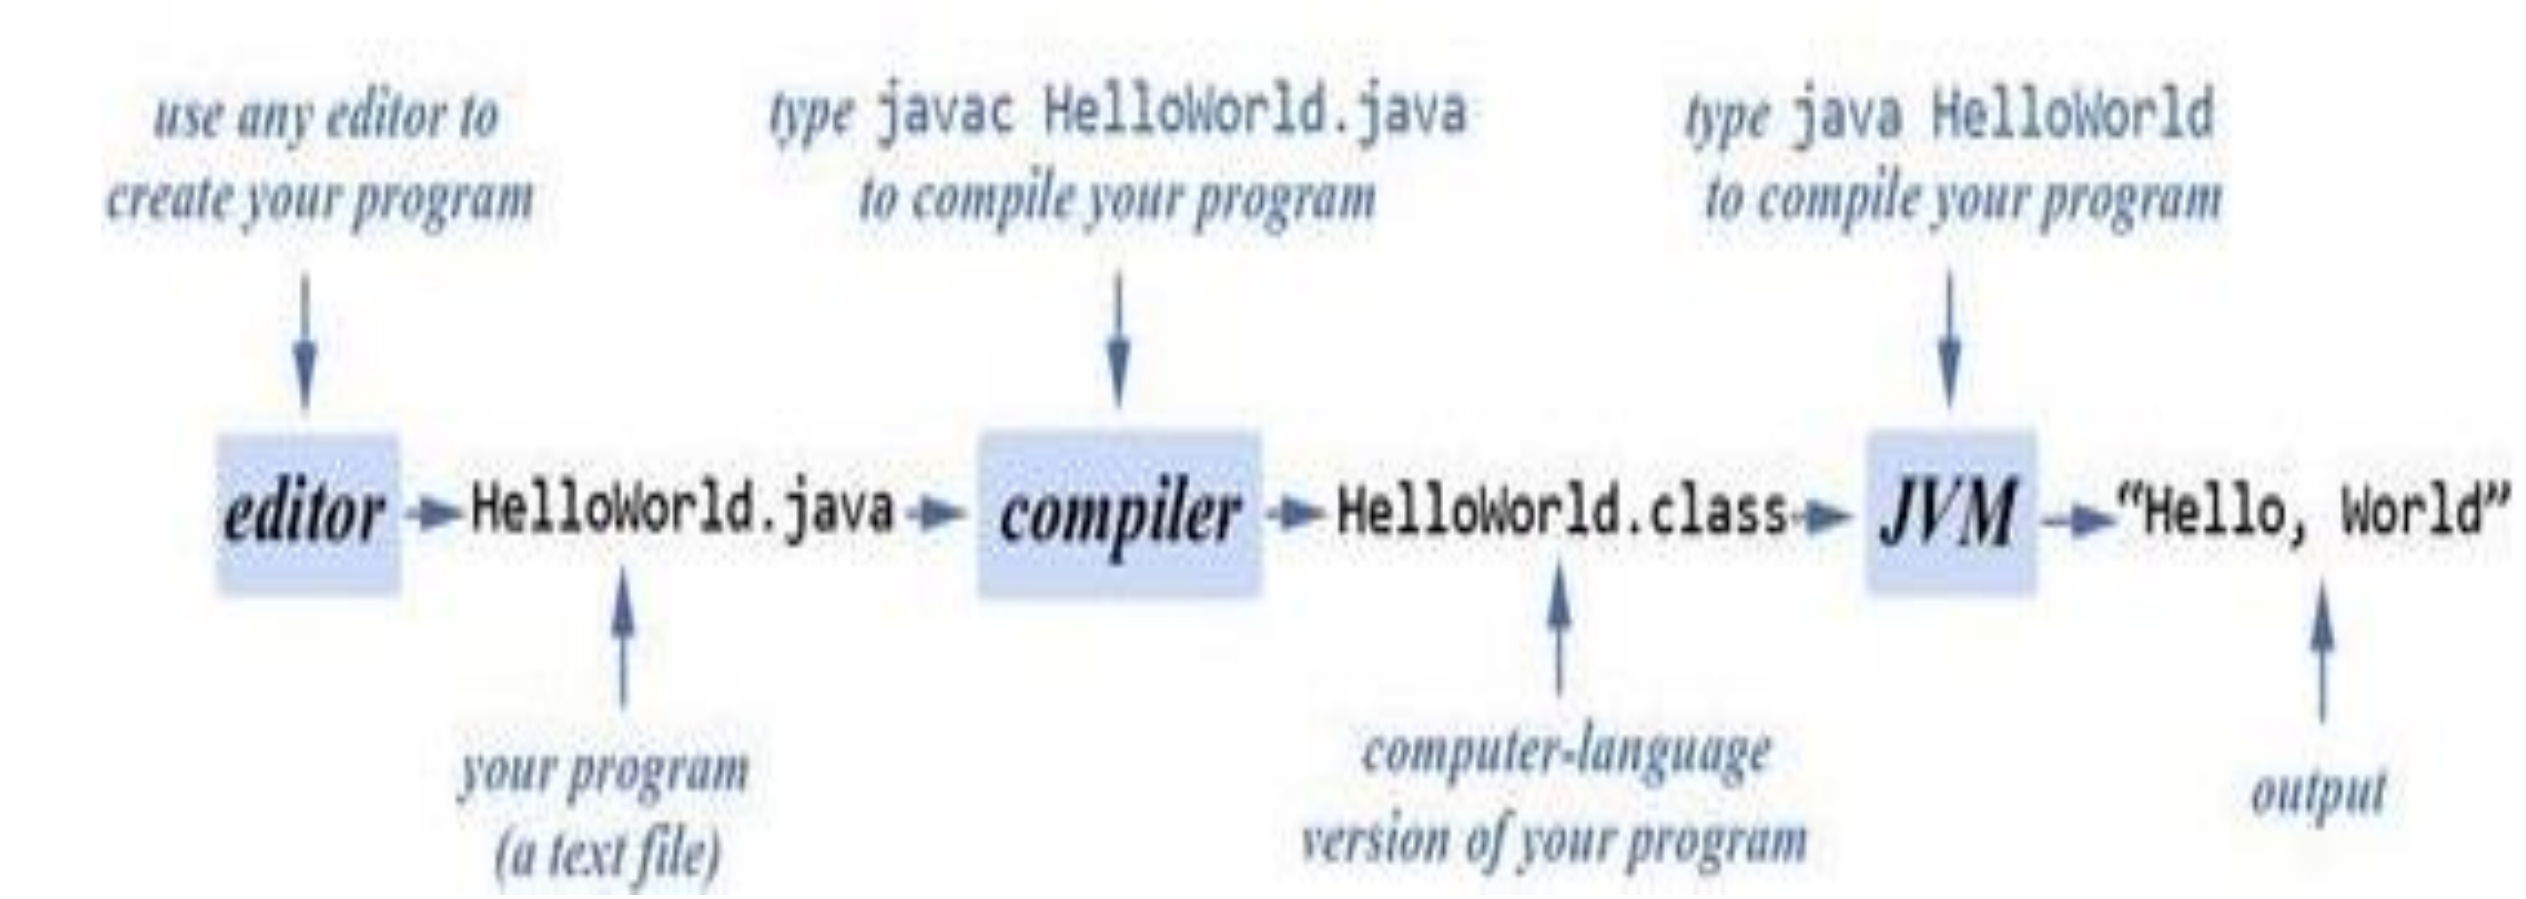 use any editor to
create your program
type javac HelloWorld.java
to compile your program
type java HelloWorld
to compile your program
editor
HelloWorld.java
compiler
HelloWorld.class
JVM
“Hello, World”
your program
(a text file)
computer-language
version of your program
output